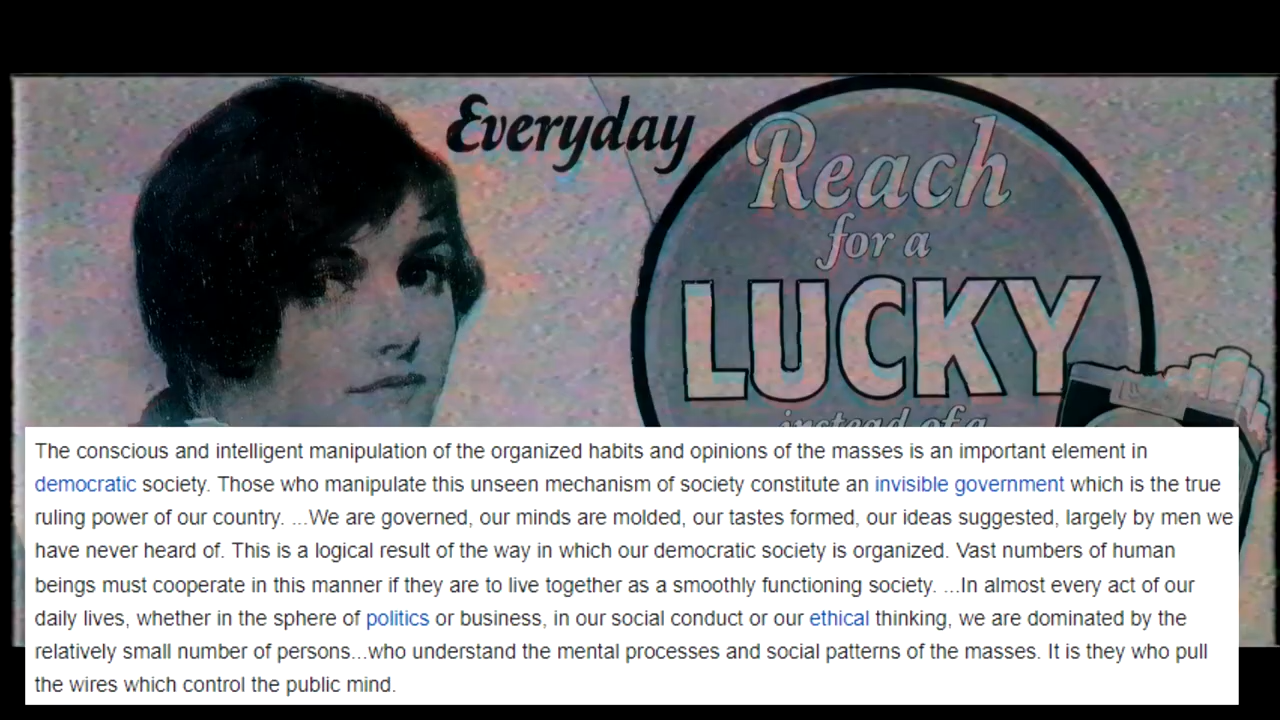 Everyday
Reach
for a
LUCKY
instead of a
The conscious and intelligent manipulation of the organized habits and opinions of the masses is an important element in
democratic society. Those who manipulate this unseen mechanism of society constitute an invisible government which is the true
ruling power of our country. ...We are governed, our minds are molded, our tastes formed, our ideas suggested, largely by men we
have never heard of. This is a logical result of the way in which our democratic society is organized. Vast numbers of human
beings must cooperate in this manner if they are to live together as a smoothly functioning society. ...In almost every act of our
daily lives, whether in the sphere of politics or business, in our social conduct or our ethical thinking, we are dominated by the
relatively small number of persons...who understand the mental processes and social patterns of the masses. It is they who pull
the wires which control the public mind.